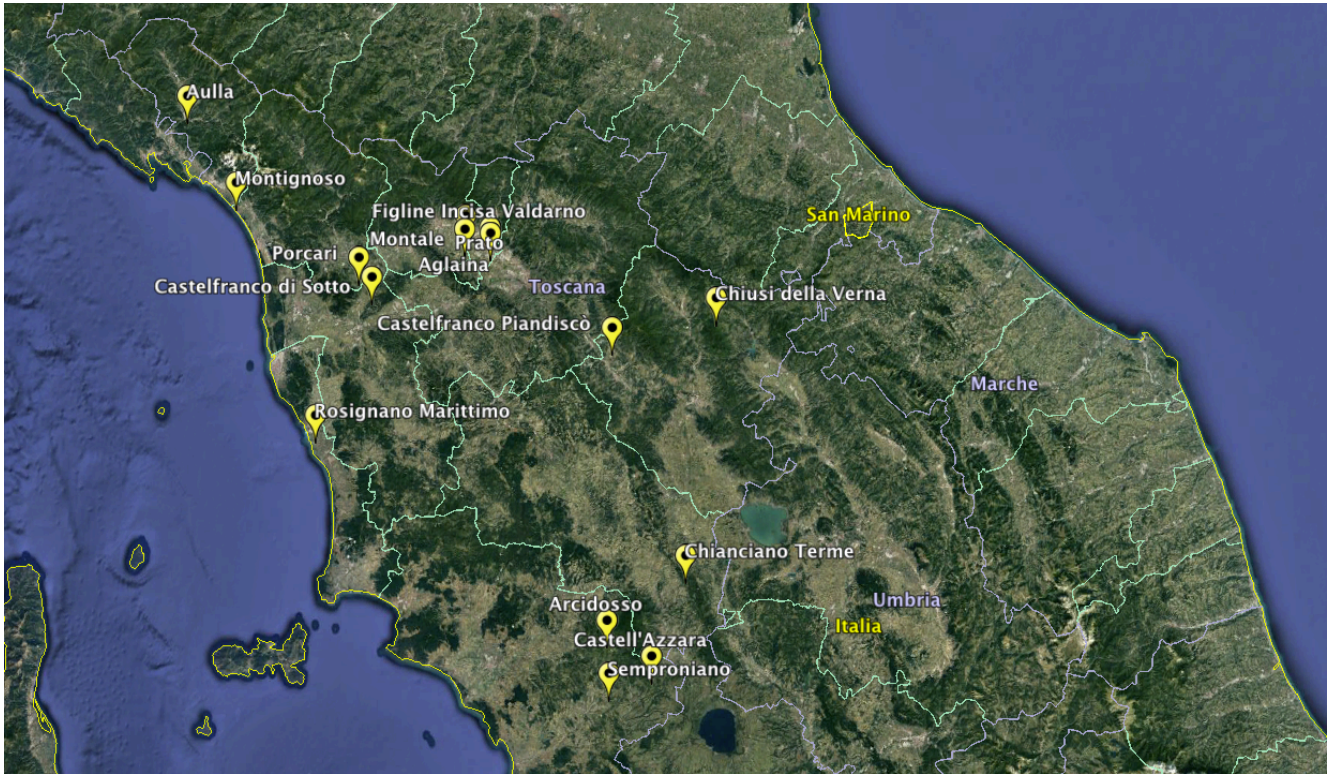 Aulla
Montignoso
Figline Incisa Valdarno
San Marino
Montale
Prato
Porcari
Aglaina
Castelfranco di Sotto
Toscana
Chiusi della Verna
Castelfranco Piandiscò
Marche
Rosignano Marittimo
Chianciano Terme
Arcidosso
Umbria
Italia
Castell'Azzara
Semproniano